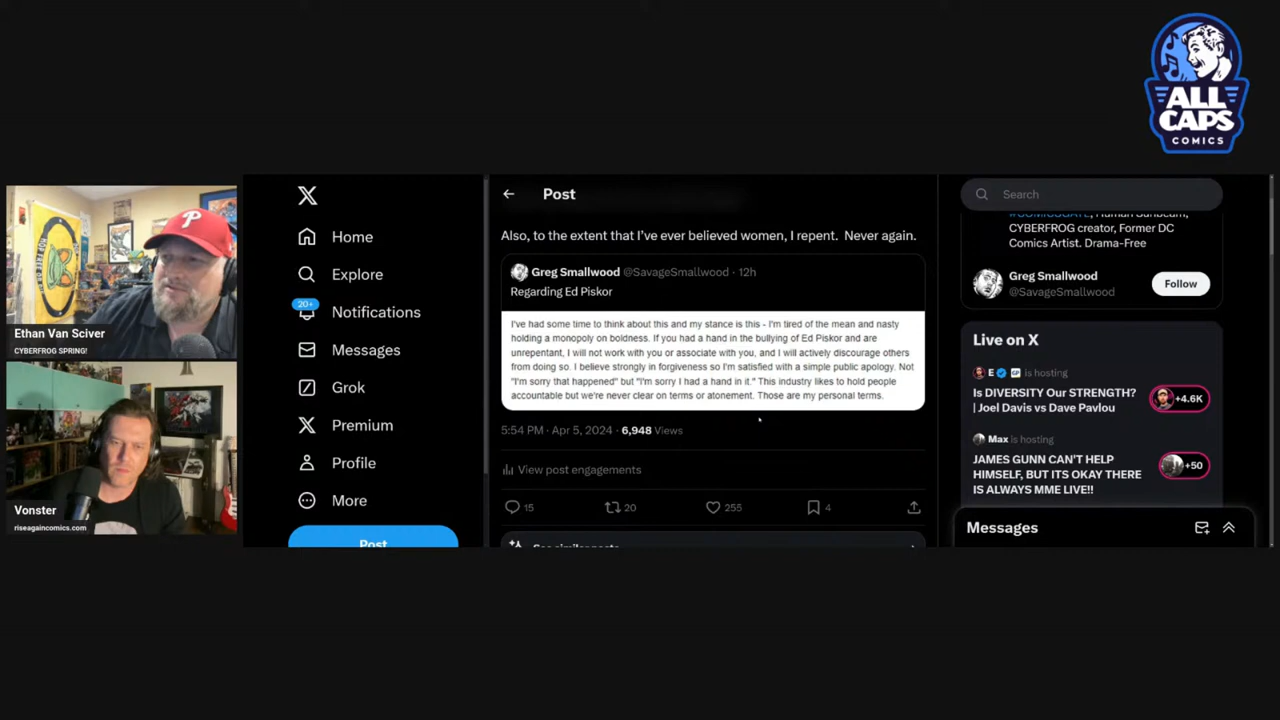 ALL
CAPS
COMICS
Ethan Van Sciver
CYBERFROG SPRING!
Vonster
riseagaincomics.com
Home
Explore
20+
Notifications
Messages
Grok
Premium
Profile
More
Post
Post
Also, to the extent that I've ever believed women, I repent. Never again.
Greg Smallwood @SavageSmallwood · 12h
Regarding Ed Piskor
I've had some time to think about this and my stance is this - I'm tired of the mean and nasty
holding a monopoly on boldness. If you had a hand in the bullying of Ed Piskor and are
unrepentant, I will not work with you or associate with you, and I will actively discourage others
from doing so. I believe strongly in forgiveness so I'm satisfied with a simple public apology. Not
"I'm sorry that happened" but "I'm sorry I had a hand in it." This industry likes to hold people
accountable but we're never clear on terms or atonement. Those are my personal terms.
5:54 PM · Apr 5, 2024 · 6,948 Views
View post engagements
15
20
255
4
See similar posts
Search
#COMICSGATE, Human Sunbeam,
CYBERFROG creator, Former DC
Comics Artist. Drama-Free
Greg Smallwood
@SavageSmallwood
Follow
Live on X
E is hosting
Is DIVERSITY Our STRENGTH?
| Joel Davis vs Dave Pavlou
+4.6K
Max is hosting
JAMES GUNN CAN'T HELP
HIMSELF, BUT ITS OKAY THERE
IS ALWAYS MME LIVE!!
+50
Messages